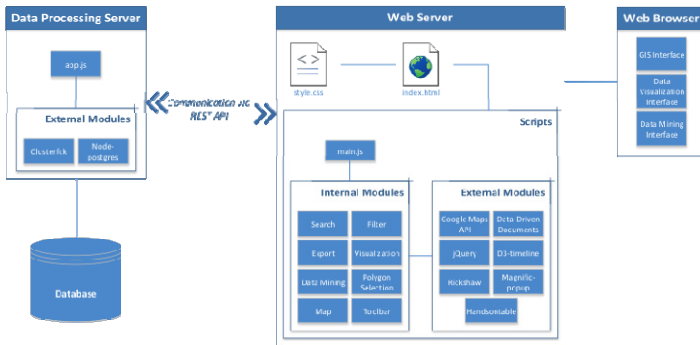 Data Processing Server
app.js
External Modules
Clusterfck
Node-
postgres
Database
Communication via
REST API
Web Server
style.css
index.html
Scripts
main.js
Internal Modules
Search
Filter
Export
Visualization
Data Mining
Polygon
Selection
Map
Toolbar
External Modules
Google Maps
API
Data Driven
Documents
jQuery
D3-timeline
Rickshaw
Magnific-
popup
Handsontable
Web Browser
GIS Interface
Data
Visualization
Interface
Data Mining
Interface